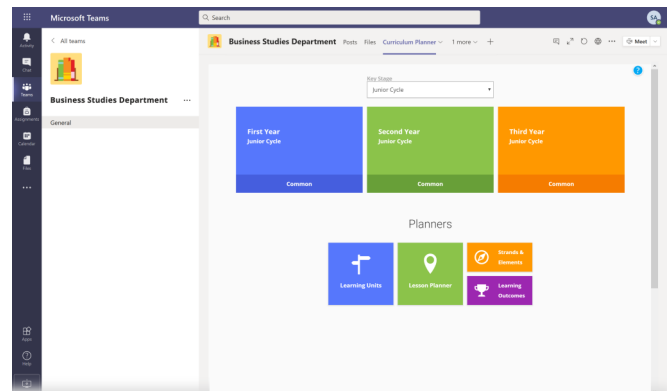 Microsoft Teams
Search
SA
Activity
Chat
Teams
Assignments
Calendar
Files
Apps
Help
All teams
Business Studies Department
General
Business Studies Department Posts Files Curriculum Planner 1 more +
Meet
?
Key Stage
Junior Cycle
First Year
Junior Cycle
Common
Second Year
Junior Cycle
Common
Third Year
Junior Cycle
Common
Planners
Learning Units
Lesson Planner
Strands &
Elements
Learning
Outcomes